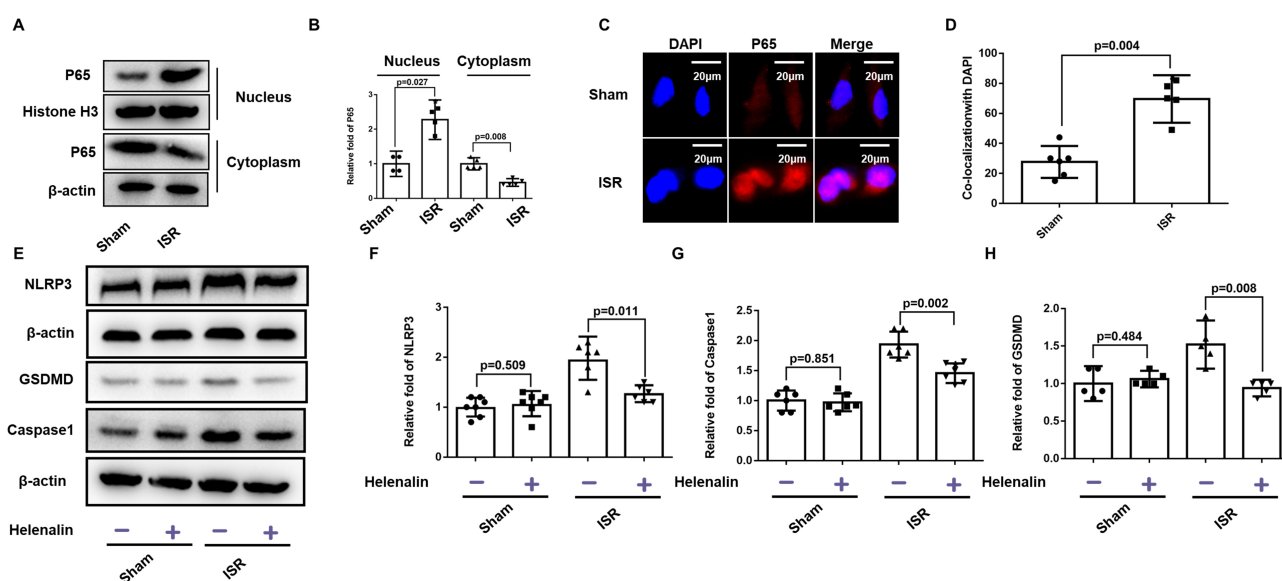 A
P65
Histone H3
Nucleus
P65
β-actin
Cytoplasm
Sham
ISR
B
Nucleus
Cytoplasm
p=0.027
p=0.008
Relative fold of P65
3
2
1
0
Sham
ISR
Sham
ISR
C
DAPI
P65
Merge
Sham
20μm
20μm
20μm
ISR
20μm
20μm
20μm
D
p=0.004
Co-localizationwith DAPI
100
80
60
40
20
0
Sham
ISR
E
NLRP3
β-actin
GSDMD
Caspase1
β-actin
Helenalin
− + − +
Sham
ISR
F
Relative fold of NLRP3
3
2
1
0
p=0.509
p=0.011
Helenalin
− + − +
Sham
ISR
G
Relative fold of Caspase1
2.5
2.0
1.5
1.0
0.5
0.0
p=0.851
p=0.002
Helenalin
− + − +
Sham
ISR
H
Relative fold of GSDMD
2.0
1.5
1.0
0.5
0.0
p=0.484
p=0.008
Helenalin
− + − +
Sham
ISR